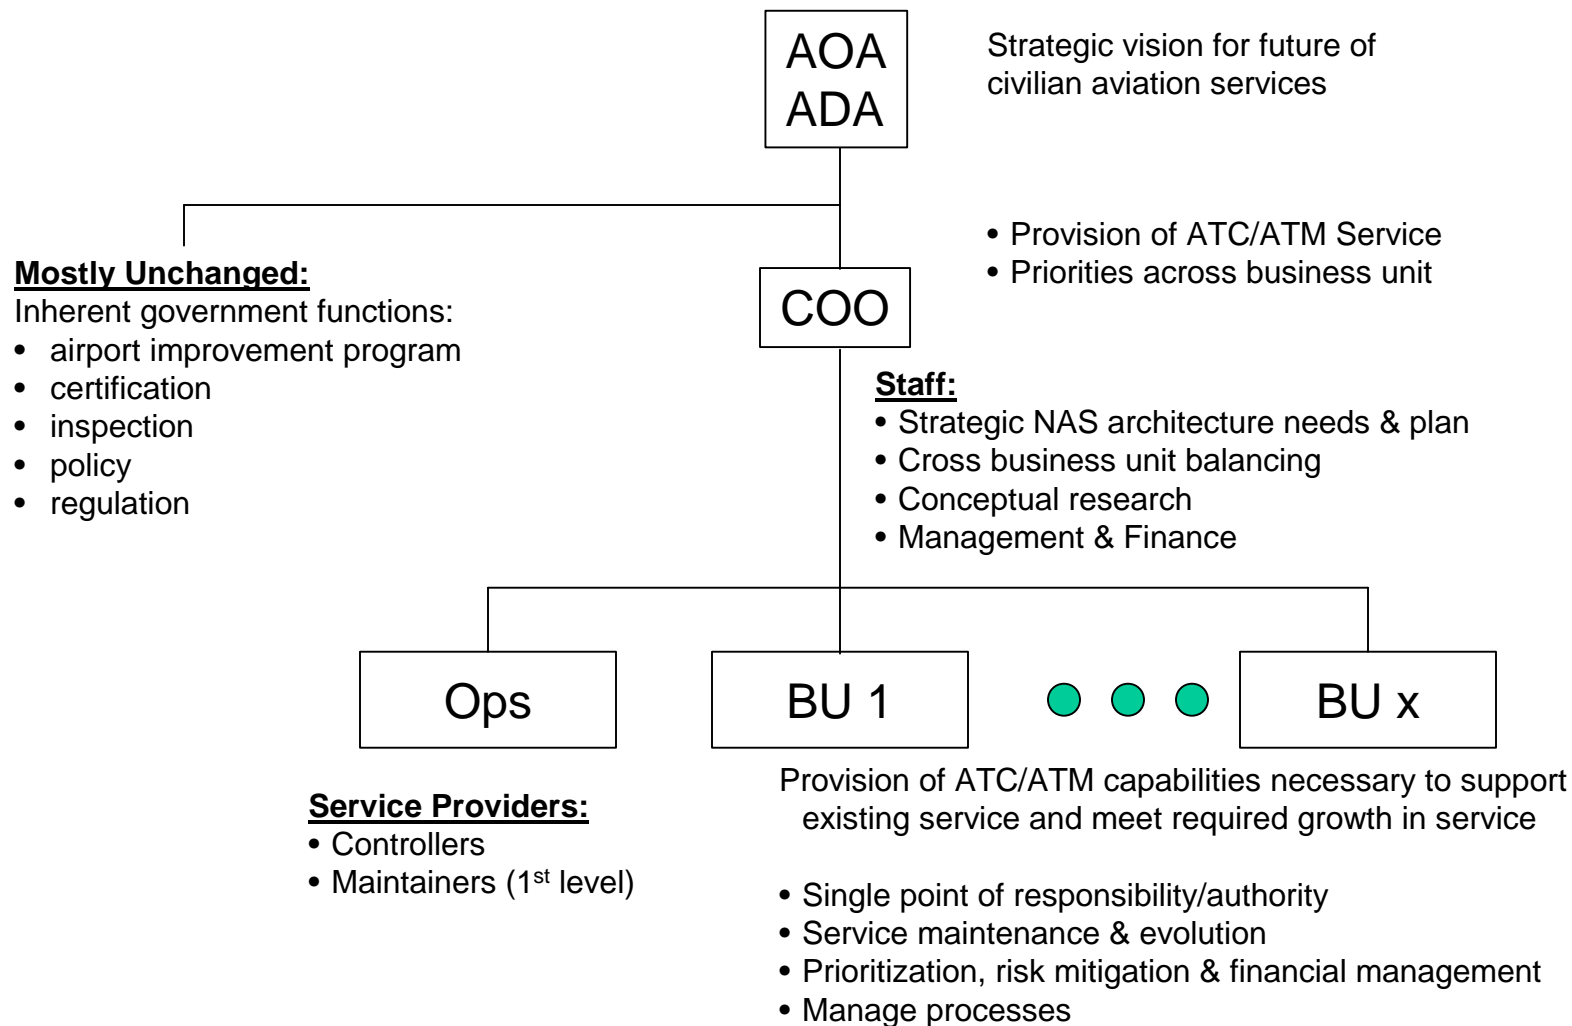 AOA
ADA
Strategic vision for future of
civilian aviation services
• Provision of ATC/ATM Service
• Priorities across business unit
Mostly Unchanged:
Inherent government functions:
• airport improvement program
• certification
• inspection
• policy
• regulation
COO
Staff:
• Strategic NAS architecture needs & plan
• Cross business unit balancing
• Conceptual research
• Management & Finance
Ops
BU 1
BU x
Service Providers:
• Controllers
• Maintainers (1st level)
Provision of ATC/ATM capabilities necessary to support
existing service and meet required growth in service
• Single point of responsibility/authority
• Service maintenance & evolution
• Prioritization, risk mitigation & financial management
• Manage processes